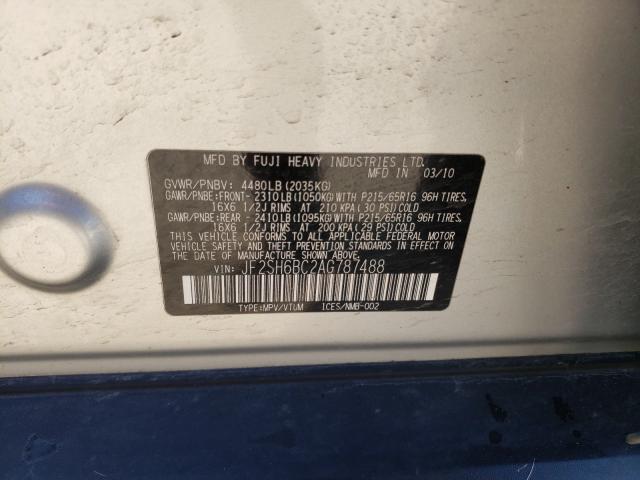 MFD BY FUJI HEAVY INDUSTRIES LTD.
MFD IN 03/10
GVWR/PNBV: 4480LB(2035KG)
GAWR/PNBE:FRONT- 2310LB(1050KG)WITH P215/65R16 96H TIRES,
16X6 1/2J RIMS AT 210 KPA(30 PSI)COLD
GAWR/PNBE:REAR - 2410LB(1095KG)WITH P215/65R16 96H TIRES,
16X6 1/2J RIMS AT 200 KPA(29 PSI)COLD
THIS VEHICLE CONFORMS TO ALL APPLICABLE FEDERAL MOTOR
VEHICLE SAFETY AND THEFT PREVENTION STANDARDS IN EFFECT ON
THE DATE OF MANUFACTURE SHOWN ABOVE.
VIN: JF2SH6BC2AG787488
TYPE:MPV/VTUM ICES/NMB-002